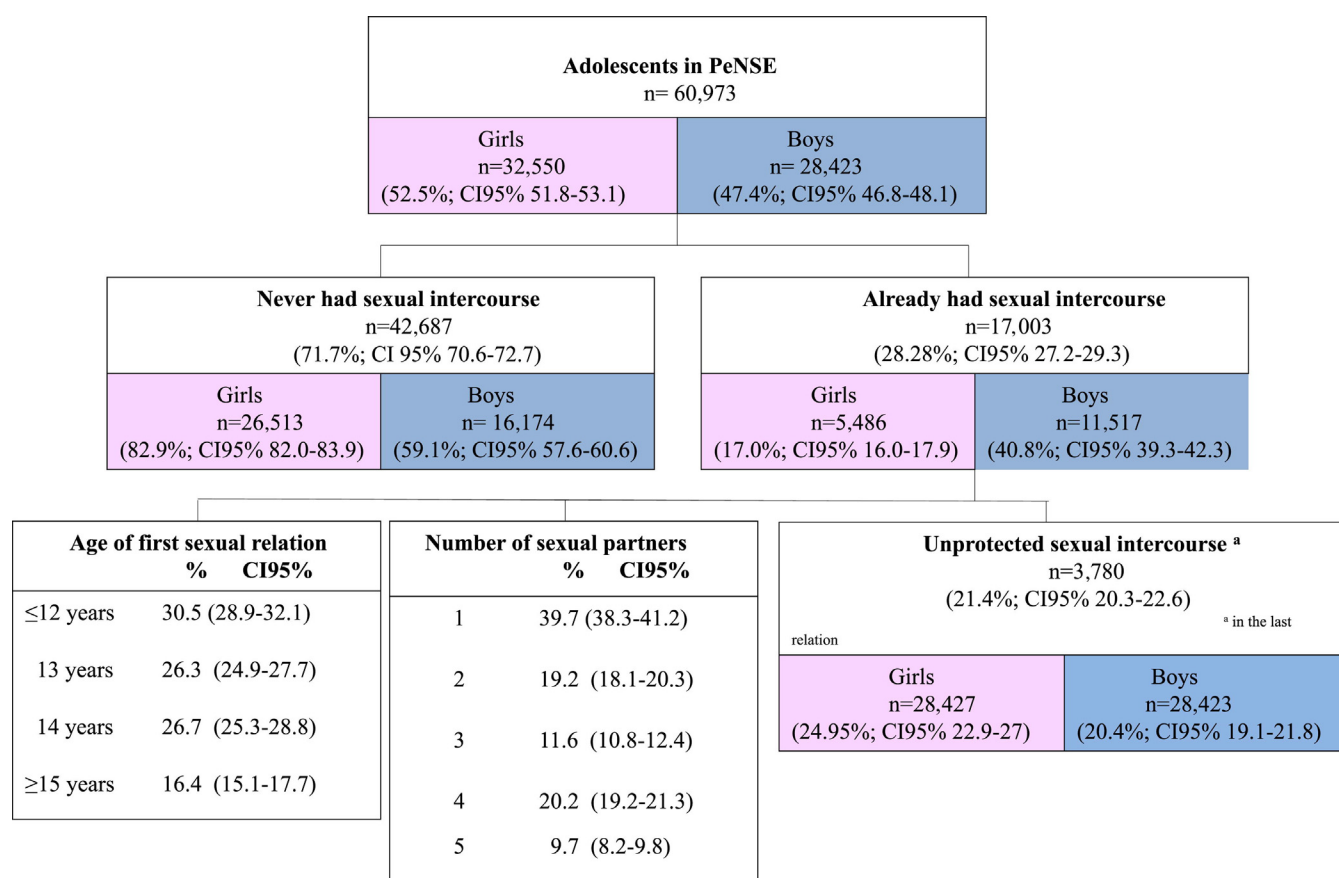 Adolescents in PeNSE
n= 60,973
Girls
n=32,550
(52.5%; CI95% 51.8-53.1)
Boys
n= 28,423
(47.4%; CI95% 46.8-48.1)
Never had sexual intercourse
n=42,687
(71.7%; CI 95% 70.6-72.7)
Girls
n=26,513
(82.9%; CI95% 82.0-83.9)
Boys
n= 16,174
(59.1%; CI95% 57.6-60.6)
Already had sexual intercourse
n=17,003
(28.28%; CI95% 27.2-29.3)
Girls
n=5,486
(17.0%; CI95% 16.0-17.9)
Boys
n=11,517
(40.8%; CI95% 39.3-42.3)
Age of first sexual relation
% CI95%
≤12 years 30.5 (28.9-32.1)
13 years 26.3 (24.9-27.7)
14 years 26.7 (25.3-28.8)
≥15 years 16.4 (15.1-17.7)
Number of sexual partners
% CI95%
1 39.7 (38.3-41.2)
2 19.2 (18.1-20.3)
3 11.6 (10.8-12.4)
4 20.2 (19.2-21.3)
5 9.7 (8.2-9.8)
Unprotected sexual intercourse a
n=3,780
(21.4%; CI95% 20.3-22.6)
a in the last
relation
Girls
n=28,427
(24.95%; CI95% 22.9-27)
Boys
n=28,423
(20.4%; CI95% 19.1-21.8)